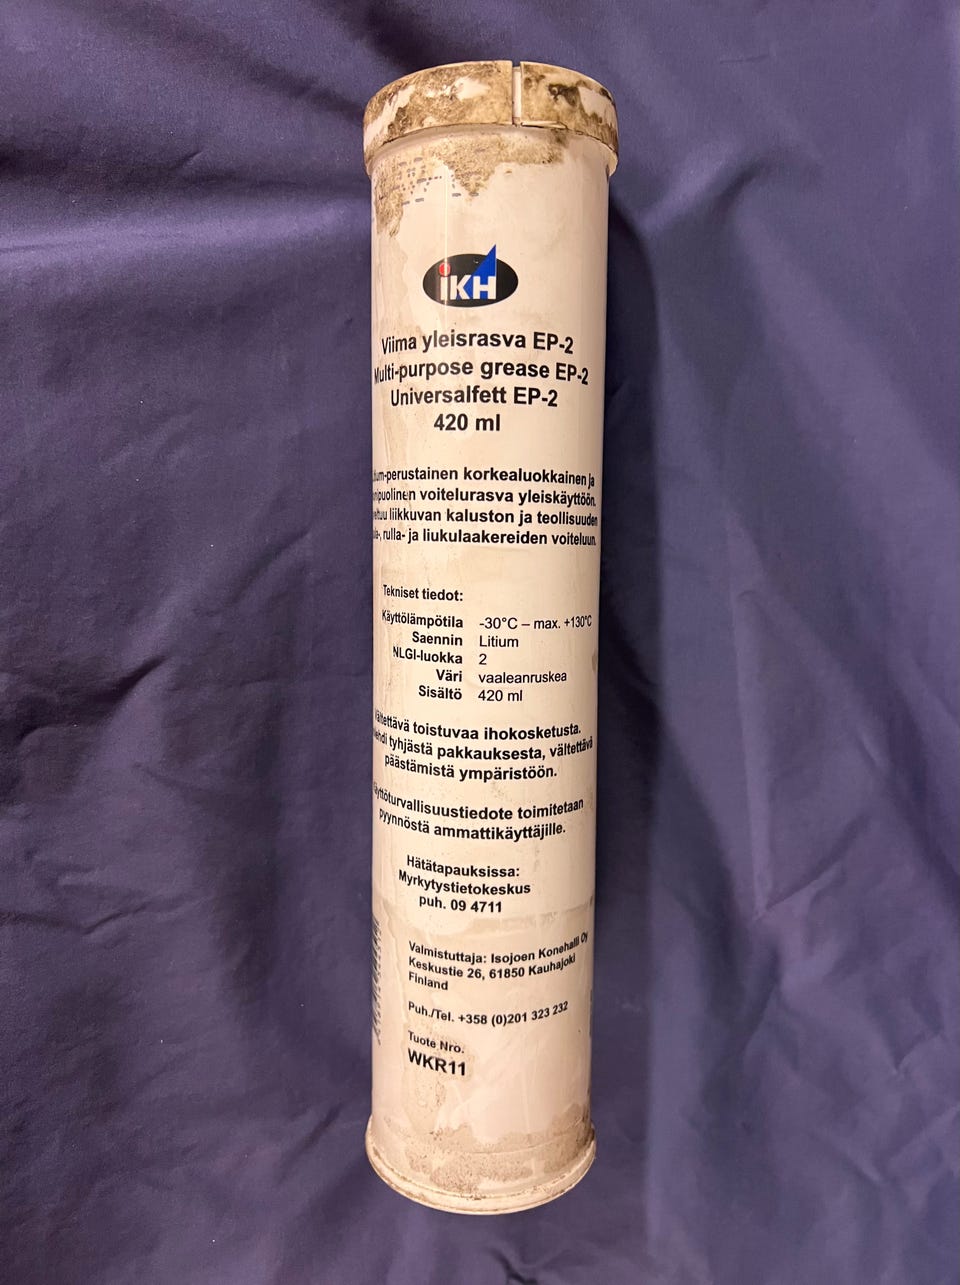 iKH
Viima yleisrasva EP-2
Multi-purpose grease EP-2
Universalfett EP-2
420 ml
korkealuokkainen ja
voitelurasva yleiskäyttöön.
liikkuvan kaluston ja teollisuuden
rulla- ja liukulaakereiden voiteluun.
Tekniset tiedot:
Käyttölämpötila -30°C – max. +130°C
Saennin Litium
NLGI-luokka 2
Väri vaaleanruskea
Sisältö 420 ml
toistuvaa ihokosketusta.
tyhjästä pakkauksesta, vältettävä
päästämistä ympäristöön.
toimitetaan
pyynnöstä ammattikäyttäjille.
Hätätapauksissa:
Myrkytystietokeskus
puh. 09 4711
Valmistuttaja: Isojoen Konehalli Oy
Keskustie 26, 61850 Kauhajoki
Finland
Puh./Tel. +358 (0)201 323 232
Tuote Nro.
WKR11